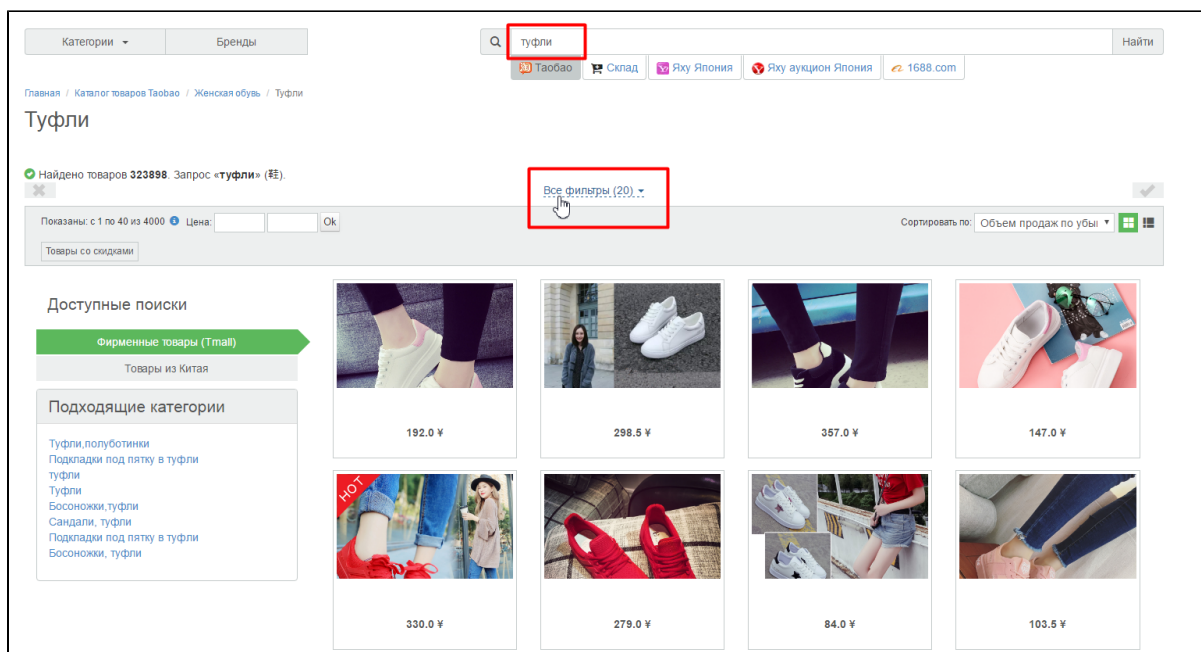 Категории Бренды туфли Найти
Таобао Склад Яху Япония Яху аукцион Япония 1688.com
Главная / Каталог товаров Taobao / Женская обувь / Туфли
Туфли
Найдено товаров 323898. Запрос «туфли» (鞋).
Все фильтры (20)
Показаны: с 1 по 40 из 4000 Цена: Ok Сортировать по: Объем продаж по убы
Товары со скидками
Доступные поиски
Фирменные товары (Tmall)
Товары из Китая
Подходящие категории
Туфли,полуботинки
Подкладки под пятку в туфли
туфли
Туфли
Босоножки,туфли
Сандали, туфли
Подкладки под пятку в туфли
Босоножки, туфли
192.0 ¥ 298.5 ¥ 357.0 ¥ 147.0 ¥
HOT
330.0 ¥ 279.0 ¥ 84.0 ¥ 103.5 ¥